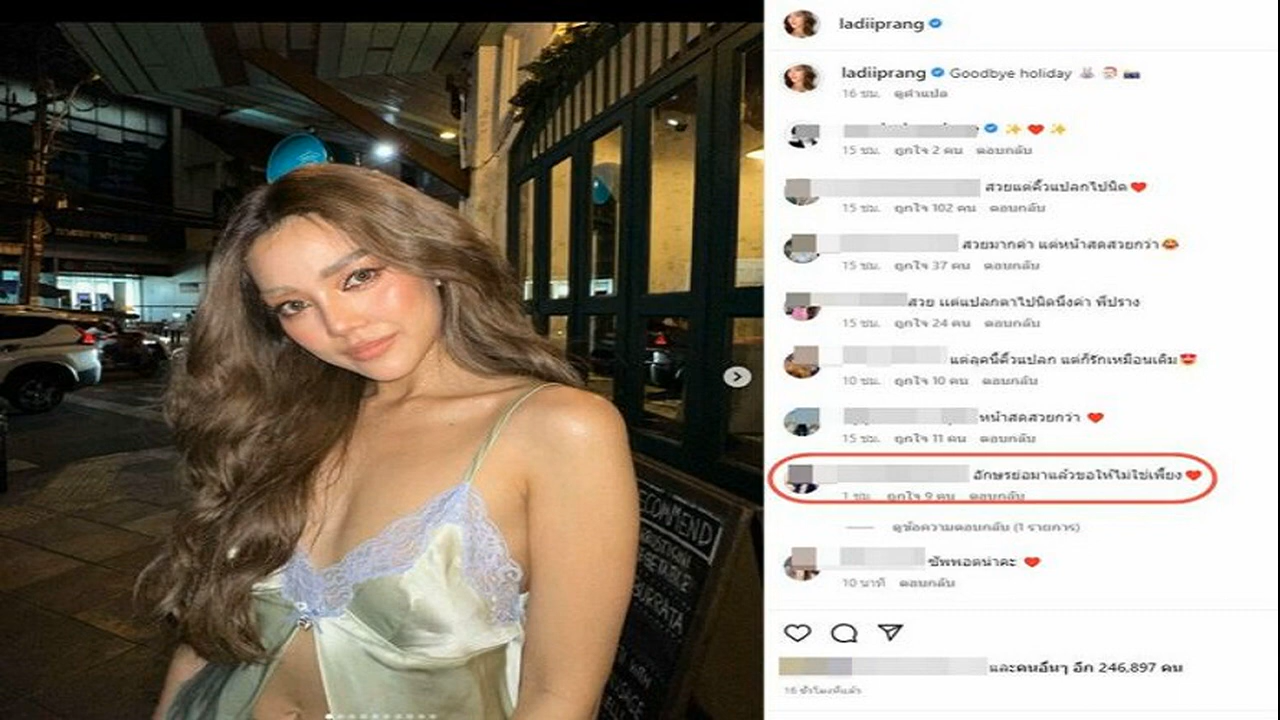 ladiiprang
ladiiprang Goodbye holiday
16 ชม. ดูคำแปล
15 ชม. ถูกใจ 2 คน ตอบกลับ
สวยแต่คิ้วแปลกไปนิด
15 ชม. ถูกใจ 102 คน ตอบกลับ
สวยมากค่า แต่หน้าสดสวยกว่า
15 ชม. ถูกใจ 37 คน ตอบกลับ
สวย แต่แปลกตาไปนิดนึงค่า พี่ปราง
15 ชม. ถูกใจ 24 คน ตอบกลับ
แต่ลุคนี้คิ้วแปลก แต่ก็รักเหมือนเดิม
10 ชม. ถูกใจ 10 คน ตอบกลับ
หน้าสดสวยกว่า
15 ชม. ถูกใจ 11 คน ตอบกลับ
อักษรย่อมาแล้วขอให้ไม่ใช่เพี่ยง
1 ชม. ถูกใจ 9 คน ตอบกลับ
ดูข้อความตอบกลับ (1 รายการ)
ซัพพอตน่าคะ
10 นาที ตอบกลับ
และคนอื่นๆ อีก 246,897 คน
16 ชั่วโมงที่แล้ว
RECOMMEND
BURRATA